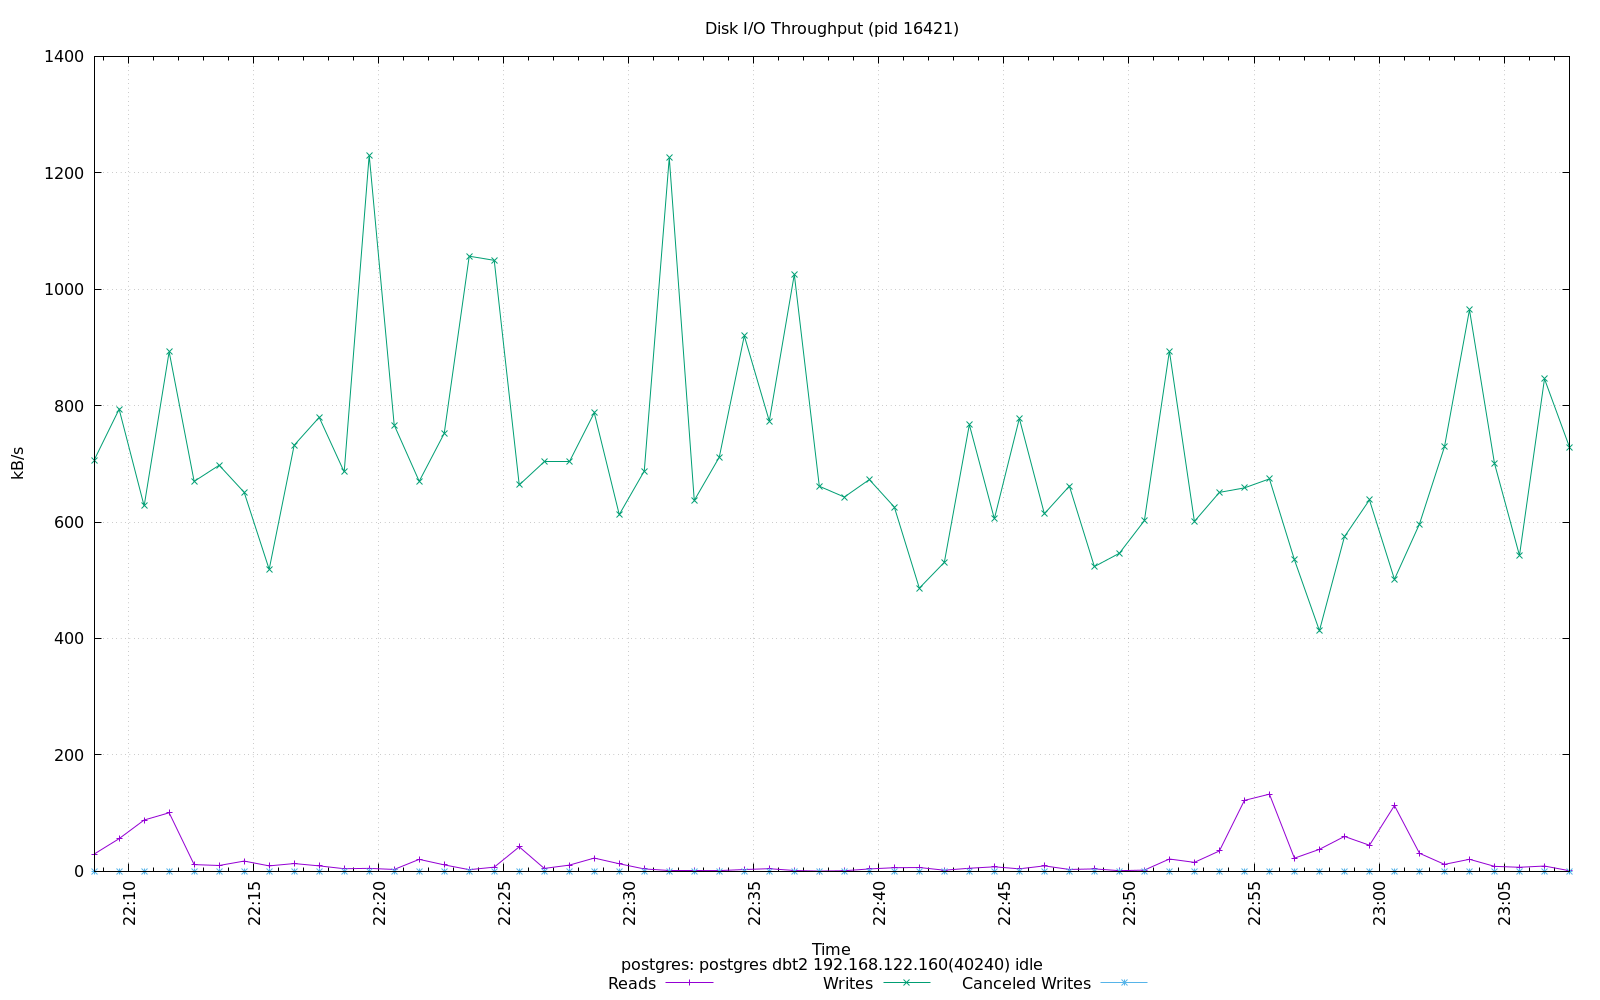 Disk I/O Throughput (pid 16421)
1400
1200
1000
800
600
400
200
0
kB/s
22:10 22:15 22:20 22:25 22:30 22:35 22:40 22:45 22:50 22:55 23:00 23:05
Time
postgres: postgres dbt2 192.168.122.160(40240) idle
Reads Writes Canceled Writes